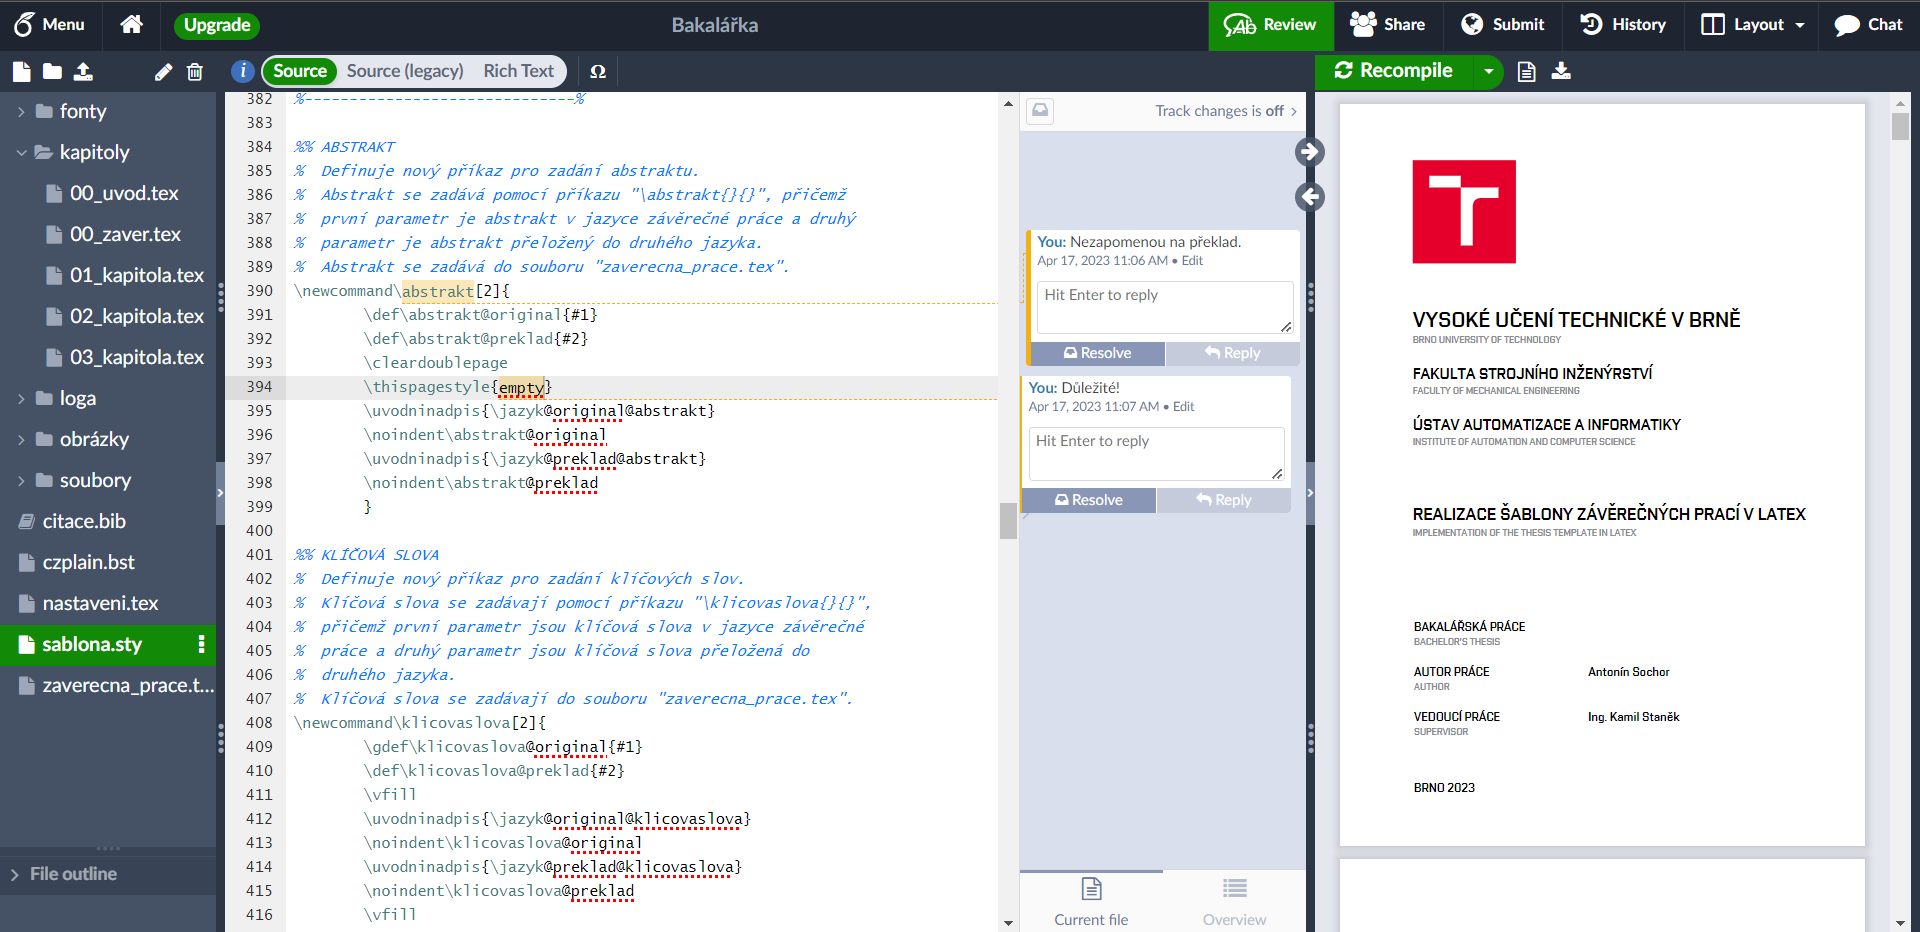 Menu
Upgrade
Bakalářka
Review
Share
Submit
History
Layout
Chat
Source
Source (legacy)
Rich Text
Ω
Recompile
fonty
kapitoly
00_uvod.tex
00_zaver.tex
01_kapitola.tex
02_kapitola.tex
03_kapitola.tex
loga
obrázky
soubory
citace.bib
czplain.bst
nastaveni.tex
sablona.sty
zaverecna_prace.t...
File outline
382 %------------------------------%
383
384 %% ABSTRAKT
385 %  Definuje nový příkaz pro zadání abstraktu.
386 %  Abstrakt se zadává pomocí příkazu "\abstrakt{}{}", přičemž
387 %  první parametr je abstrakt v jazyce závěrečné práce a druhý
388 %  parametr je abstrakt přeložený do druhého jazyka.
389 %  Abstrakt se zadává do souboru "zaverecna_prace.tex".
390 \newcommand\abstrakt[2]{
391 \def\abstrakt@original{#1}
392 \def\abstrakt@preklad{#2}
393 \cleardoublepage
394 \thispagestyle{empty}
395 \uvodninadpis{\jazyk@original@abstrakt}
396 \noindent\abstrakt@original
397 \uvodninadpis{\jazyk@preklad@abstrakt}
398 \noindent\abstrakt@preklad
399 }
400
401 %% KLÍČOVÁ SLOVA
402 %  Definuje nový příkaz pro zadání klíčových slov.
403 %  Klíčová slova se zadávají pomocí příkazu "\klicovaslova{}{}",
404 %  přičemž první parametr jsou klíčová slova v jazyce závěrečné
405 %  práce a druhý parametr jsou klíčová slova přeložená do
406 %  druhého jazyka.
407 %  Klíčová slova se zadávají do souboru "zaverecna_prace.tex".
408 \newcommand\klicovaslova[2]{
409 \gdef\klicovaslova@original{#1}
410 \def\klicovaslova@preklad{#2}
411 \vfill
412 \uvodninadpis{\jazyk@original@klicovaslova}
413 \noindent\klicovaslova@original
414 \uvodninadpis{\jazyk@preklad@klicovaslova}
415 \noindent\klicovaslova@preklad
416 \vfill
Track changes is off
You: Nezapomenou na překlad.
Apr 17, 2023 11:06 AM • Edit
Hit Enter to reply
Resolve
Reply
You: Důležité!
Apr 17, 2023 11:07 AM • Edit
Hit Enter to reply
Resolve
Reply
Current file
Overview
VYSOKÉ UČENÍ TECHNICKÉ V BRNĚ
BRNO UNIVERSITY OF TECHNOLOGY
FAKULTA STROJNÍHO INŽENÝRSTVÍ
FACULTY OF MECHANICAL ENGINEERING
ÚSTAV AUTOMATIZACE A INFORMATIKY
INSTITUTE OF AUTOMATION AND COMPUTER SCIENCE
REALIZACE ŠABLONY ZÁVĚREČNÝCH PRACÍ V LATEX
IMPLEMENTATION OF THE THESIS TEMPLATE IN LATEX
BAKALÁŘSKÁ PRÁCE
BACHELOR'S THESIS
AUTOR PRÁCE Antonín Sochor
AUTHOR
VEDOUCÍ PRÁCE Ing. Kamil Staněk
SUPERVISOR
BRNO 2023